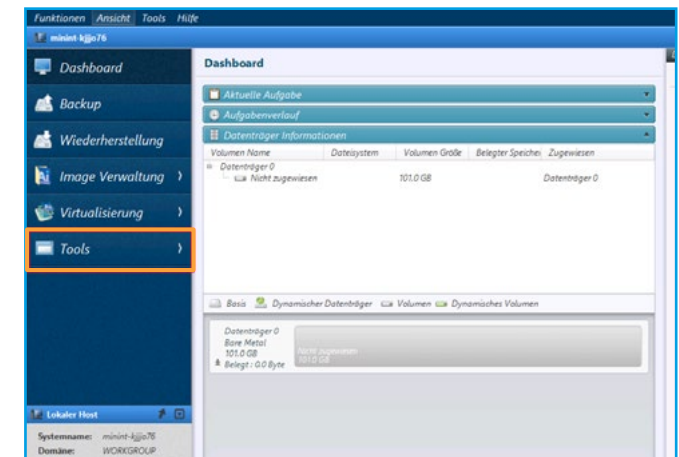 Funktionen Ansicht Tools Hilfe
minint-kjjo76
Dashboard
Backup
Wiederherstellung
Image Verwaltung
Virtualisierung
Tools
Lokaler Host
Systemname: minint-kjjo76
Domäne: WORKGROUP
Dashboard
Aktuelle Aufgabe
Aufgabenverlauf
Datenträger Informationen
Volumen Name Dateisystem Volumen Größe Belegter Speicher Zugewiesen
Datenträger 0
Nicht zugewiesen 101.0 GB Datenträger 0
Basis Dynamischer Datenträger Volumen Dynamisches Volumen
Datenträger 0
Bare Metal
101.0 GB
Belegt : 0.0 Byte
Nicht zugewiesen
101.0 GB